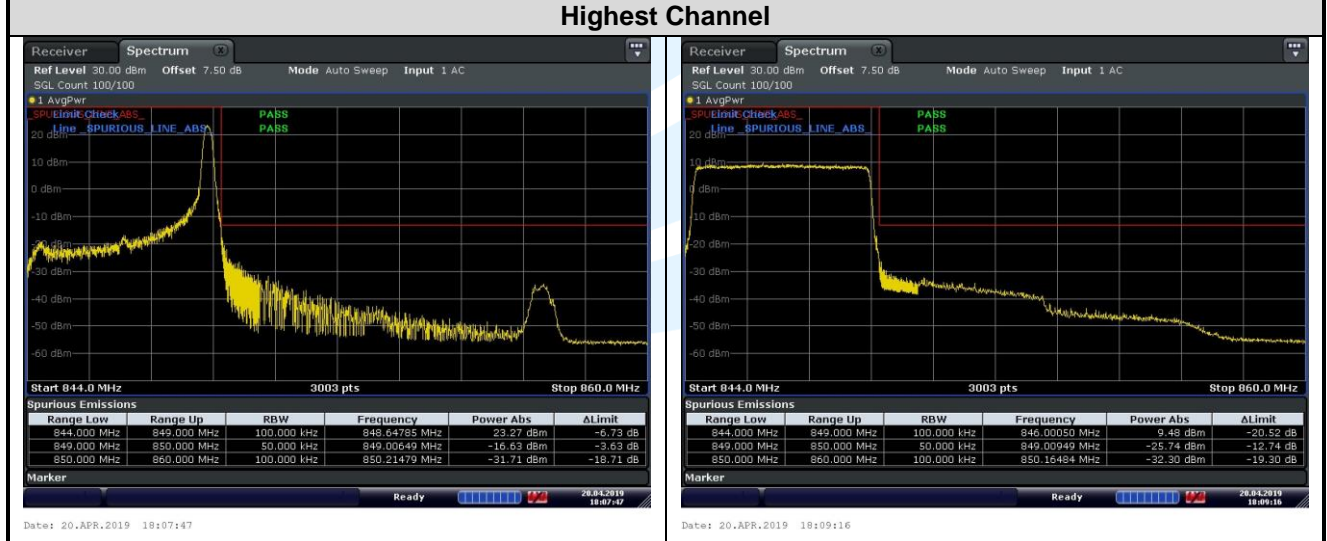 Highest Channel
Receiver Spectrum
Ref Level 30.00 dBm Offset 7.50 dB Mode Auto Sweep Input 1 AC
SGL Count 100/100
1 AvgPwr
Limit Check PASS
Line _SPURIOUS_LINE_ABS_ PASS
20 dBm
10 dBm
0 dBm
-10 dBm
-20 dBm
-30 dBm
-40 dBm
-50 dBm
-60 dBm
Start 844.0 MHz 3003 pts Stop 860.0 MHz
Spurious Emissions
Range Low Range Up RBW Frequency Power Abs ΔLimit
844.000 MHz 849.000 MHz 100.000 kHz 848.64785 MHz 23.27 dBm -6.73 dB
849.000 MHz 850.000 MHz 50.000 kHz 849.00649 MHz -16.63 dBm -3.63 dB
850.000 MHz 860.000 MHz 100.000 kHz 850.21479 MHz -31.71 dBm -18.71 dB
Marker
Ready 20.04.2019
18:07:47
Date: 20.APR.2019 18:07:47
Receiver Spectrum
Ref Level 30.00 dBm Offset 7.50 dB Mode Auto Sweep Input 1 AC
SGL Count 100/100
1 AvgPwr
Limit Check PASS
Line _SPURIOUS_LINE_ABS_ PASS
20 dBm
10 dBm
0 dBm
-10 dBm
-20 dBm
-30 dBm
-40 dBm
-50 dBm
-60 dBm
Start 844.0 MHz 3003 pts Stop 860.0 MHz
Spurious Emissions
Range Low Range Up RBW Frequency Power Abs ΔLimit
844.000 MHz 849.000 MHz 100.000 kHz 846.00050 MHz 9.48 dBm -20.52 dB
849.000 MHz 850.000 MHz 50.000 kHz 849.00949 MHz -25.74 dBm -12.74 dB
850.000 MHz 860.000 MHz 100.000 kHz 850.16484 MHz -32.30 dBm -19.30 dB
Marker
Ready 20.04.2019
18:09:16
Date: 20.APR.2019 18:09:16